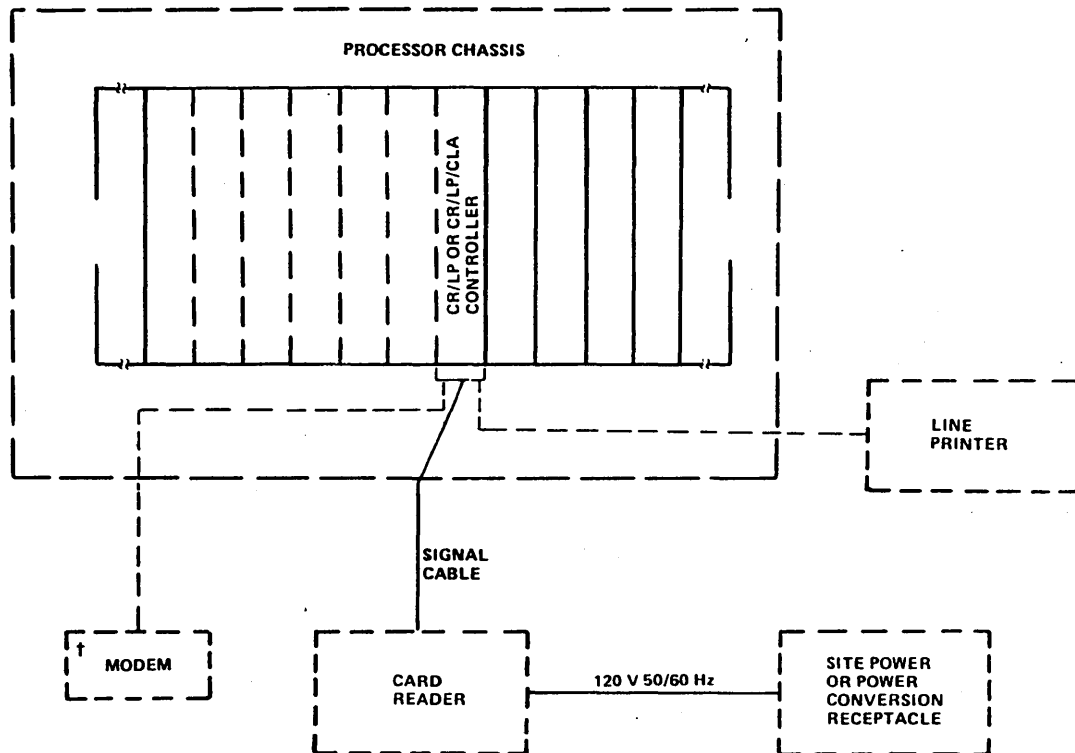 PROCESSOR CHASSIS
CR/LP OR CR/LP/CLA
CONTROLLER
LINE
PRINTER
SIGNAL
CABLE
†
MODEM
CARD
READER
120 V 50/60 Hz
SITE POWER
OR POWER
CONVERSION
RECEPTACLE